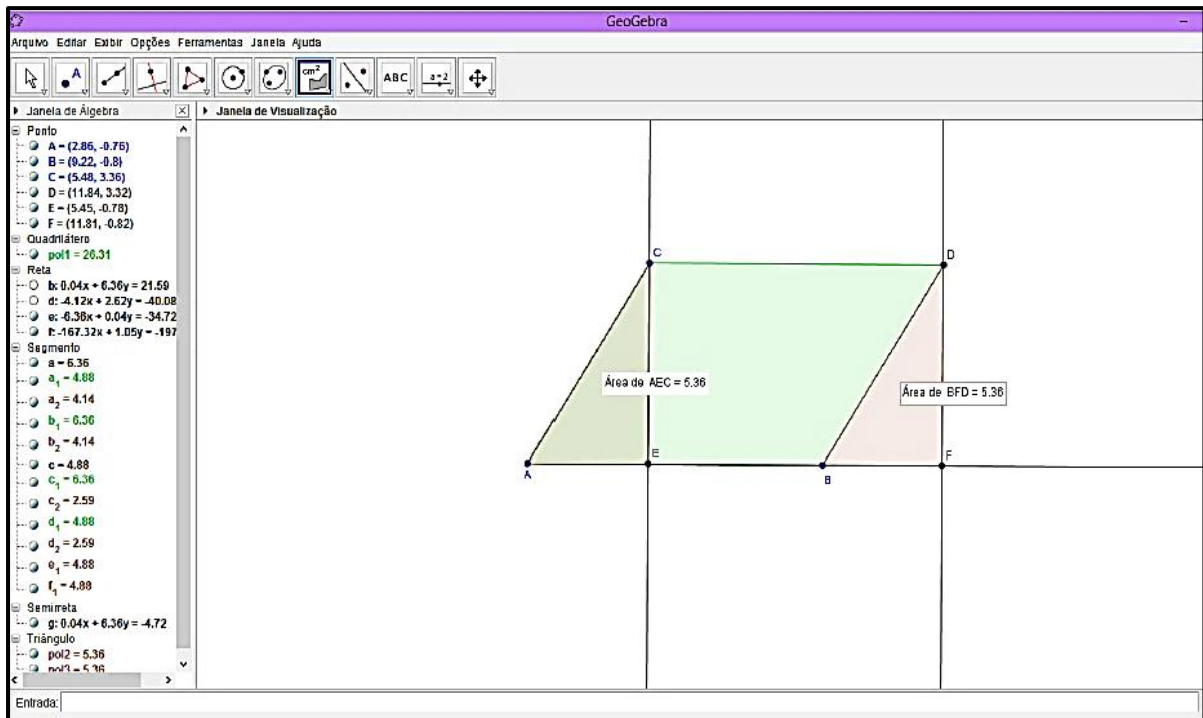 GeoGebra
Arquivo Editar Exibir Opções Ferramentas Janela Ajuda
A
cm²
ABC
a=2
Janela de Álgebra
Janela de Visualização
Ponto
A = (2.86, -0.76)
B = (9.22, -0.8)
C = (5.48, 3.36)
D = (11.84, 3.32)
E = (5.45, -0.78)
F = (11.81, -0.82)
Quadrilátero
pol1 = 26.31
Reta
b: 0.04x + 6.36y = 21.59
d: -4.12x + 2.62y = -40.08
e: -6.36x + 0.04y = -34.72
f: -167.32x + 1.05y = -197
Segmento
a = 6.36
a₁ = 4.88
a₂ = 4.14
b₁ = 6.36
b₂ = 4.14
c = 4.88
c₁ = 6.36
c₂ = 2.59
d₁ = 4.88
d₂ = 2.59
e₁ = 4.88
f₁ = 4.88
Semirreta
g: 0.04x + 6.36y = -4.72
Triângulo
pol2 = 5.36
pol3 = 5.36
C
D
Área de AEC = 5.36
Área de BFD = 5.36
A
E
B
F
Entrada: